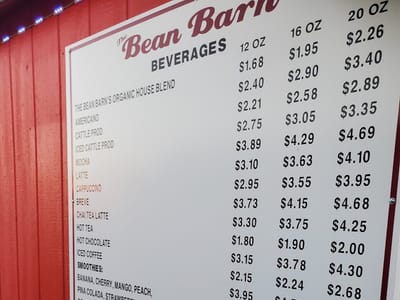 The Bean Barn
BEVERAGES 12 OZ 16 OZ 20 OZ
THE BEAN BARN'S ORGANIC HOUSE BLEND $1.68 $1.95 $2.26
AMERICANO $2.40 $2.90 $3.40
CATTLE PROD $2.21 $2.58 $2.89
ICED CATTLE PROD $2.75 $3.05 $3.35
MOCHA $3.89 $4.29 $4.69
LATTE $3.10 $3.63 $4.10
CAPPUCCINO $2.95 $3.55 $3.95
BREVE $3.73 $4.15 $4.68
CHAI TEA LATTE $3.30 $3.75 $4.25
HOT TEA $1.80 $1.90 $2.00
HOT CHOCOLATE $3.15 $3.78 $4.30
ICED COFFEE $2.15 $2.24 $2.68
SMOOTHIES:
BANANA, CHERRY, MANGO, PEACH, $3.95
PINA COLADA,